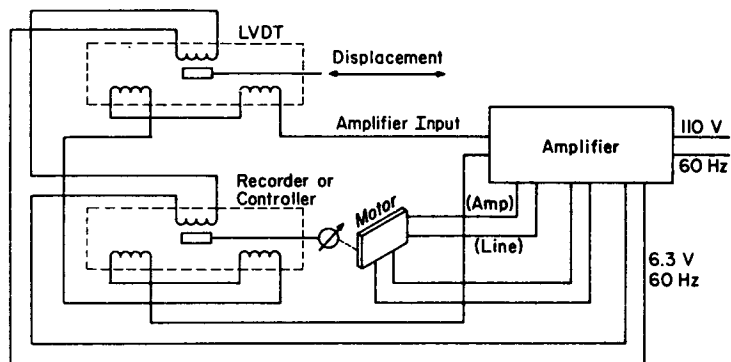 LVDT
Displacement
Amplifier Input
Amplifier
110 V
60 Hz
Recorder or
Controller
Motor
(Amp)
(Line)
6.3 V
60 Hz